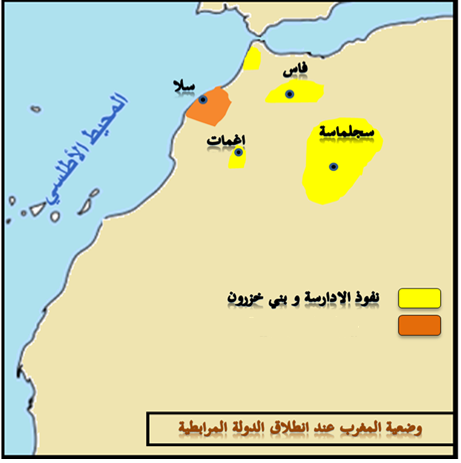 فاس
سلا
سجلماسة
اغمات
المحيط الأطلسي
نفوذ الادارسة و بني خزرون
وضعية المغرب عند انطلاق الدولة المرابطية